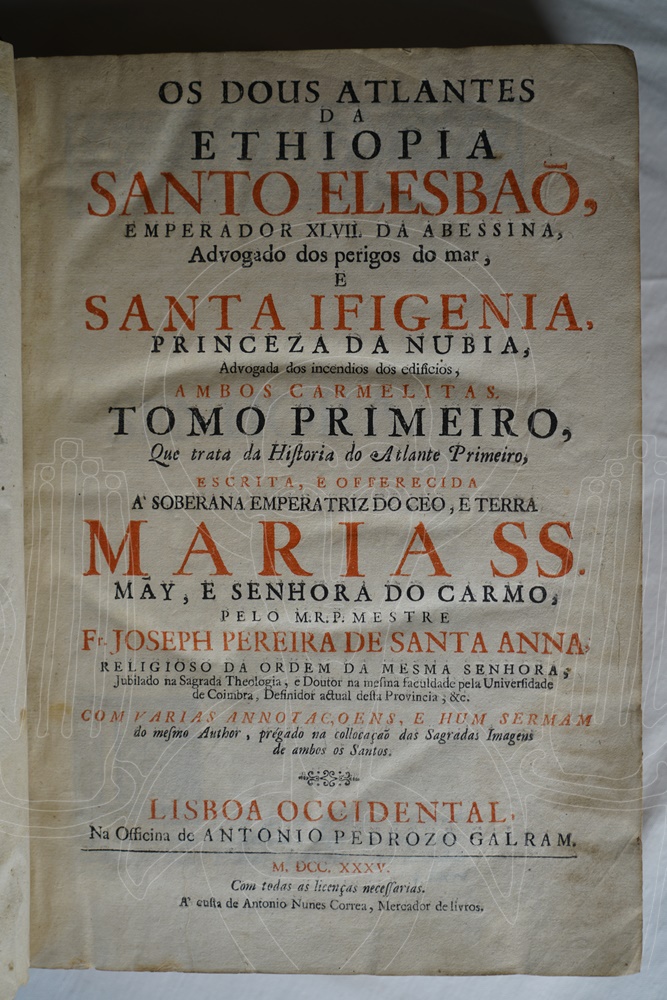 OS DOUS ATLANTES
DA
ETHIOPIA
SANTO ELESBAÕ,
EMPERADOR XLVII. DA ABESSINA,
Advogado dos perigos do mar,
E
SANTA IFIGENIA,
PRINCEZA DA NUBIA,
Advogada dos incendios dos edificios,
AMBOS CARMELITAS.
TOMO PRIMEIRO,
Que trata da Hiſtoria do Atlante Primeiro,
ESCRITA, E OFFERECIDA
A' SOBERANA EMPERATRIZ DO CEO, E TERRA
MARIA SS.
MÃY, E SENHORA DO CARMO,
PELO M.R.P. MESTRE
Fr. JOSEPH PEREIRA DE SANTA ANNA,
RELIGIOSO DA ORDEM DA MESMA SENHORA,
Jubilado na Sagrada Theologia, e Doutor na meſma faculdade pela Univerſidade
de Coimbra, Definidor actual deſta Provincia, &c.
COM VARIAS ANNOTAÇOENS, E HUM SERMAM
do meſmo Author, prégado na collocaçaõ das Sagradas Imagens
de ambos os Santos.
LISBOA OCCIDENTAL,
Na Officina de ANTONIO PEDROZO GALRAM.
M. DCC. XXXV.
Com todas as licenças neceſſarias.
A' cuſta de Antonio Nunes Correa, Mercador de livros.